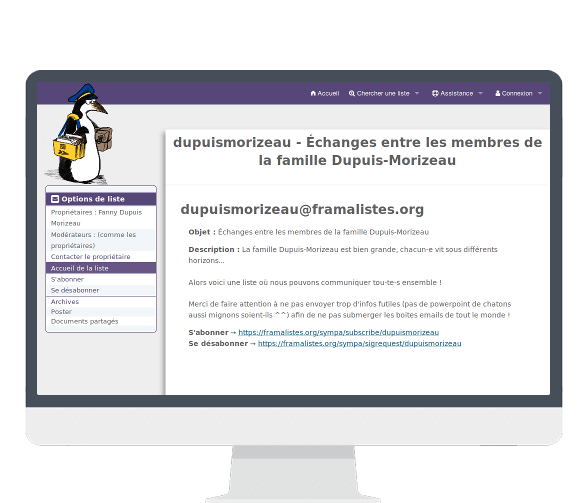 Accueil Chercher une liste Assistance Connexion
dupuismorizeau - Échanges entre les membres de
la famille Dupuis-Morizeau
Options de liste
Propriétaires : Fanny Dupuis
Morizeau
Modérateurs : (comme les
propriétaires)
Contacter le propriétaire
Accueil de la liste
S'abonner
Se désabonner
Archives
Poster
Documents partagés
dupuismorizeau@framalistes.org
Objet : Échanges entre les membres de la famille Dupuis-Morizeau
Description : La famille Dupuis-Morizeau est bien grande, chacun-e vit sous différents
horizons...
Alors voici une liste où nous pouvons communiquer tou-te-s ensemble !
Merci de faire attention à ne pas envoyer trop d'infos futiles (pas de powerpoint de chatons
aussi mignons soient-ils ^^) afin de ne pas submerger les boites emails de tout le monde !
S'abonner → https://framalistes.org/sympa/subscribe/dupuismorizeau
Se désabonner → https://framalistes.org/sympa/sigrequest/dupuismorizeau